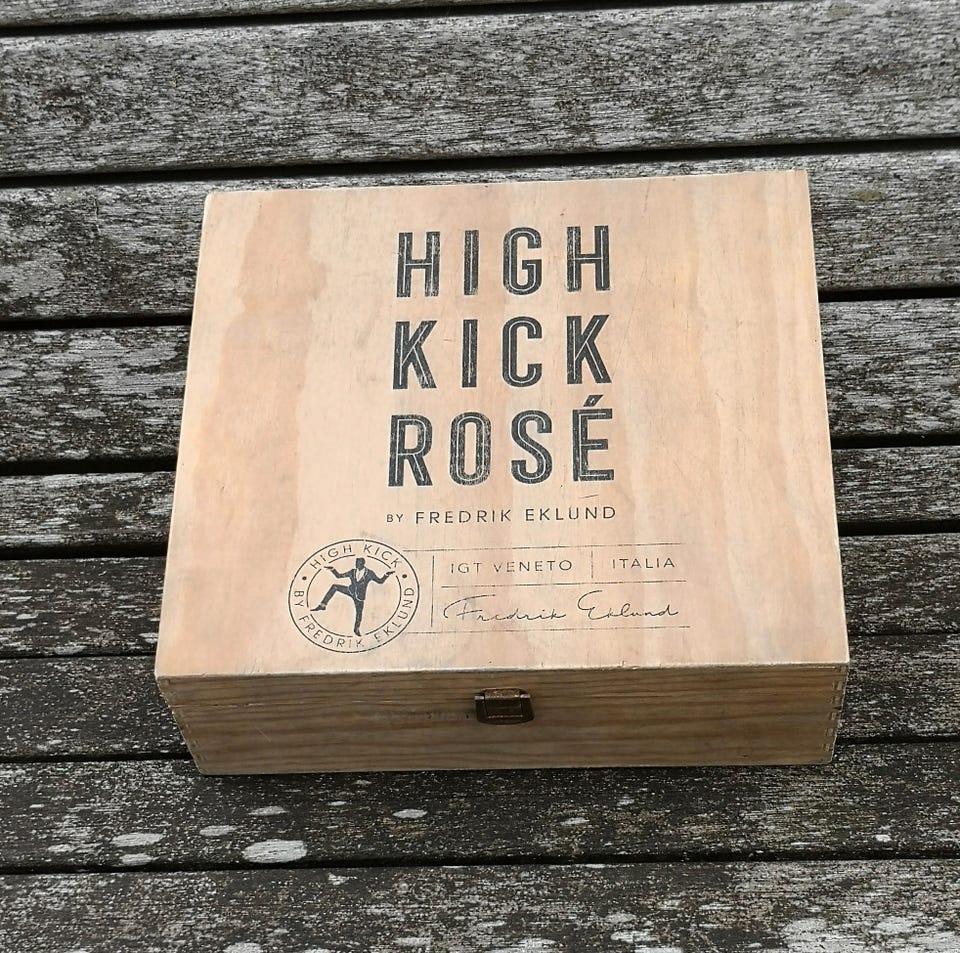 HIGH
KICK
ROSÉ
BY FREDRIK EKLUND
HIGH KICK
BY FREDRIK EKLUND
IGT VENETO | ITALIA
Fredrik Eklund